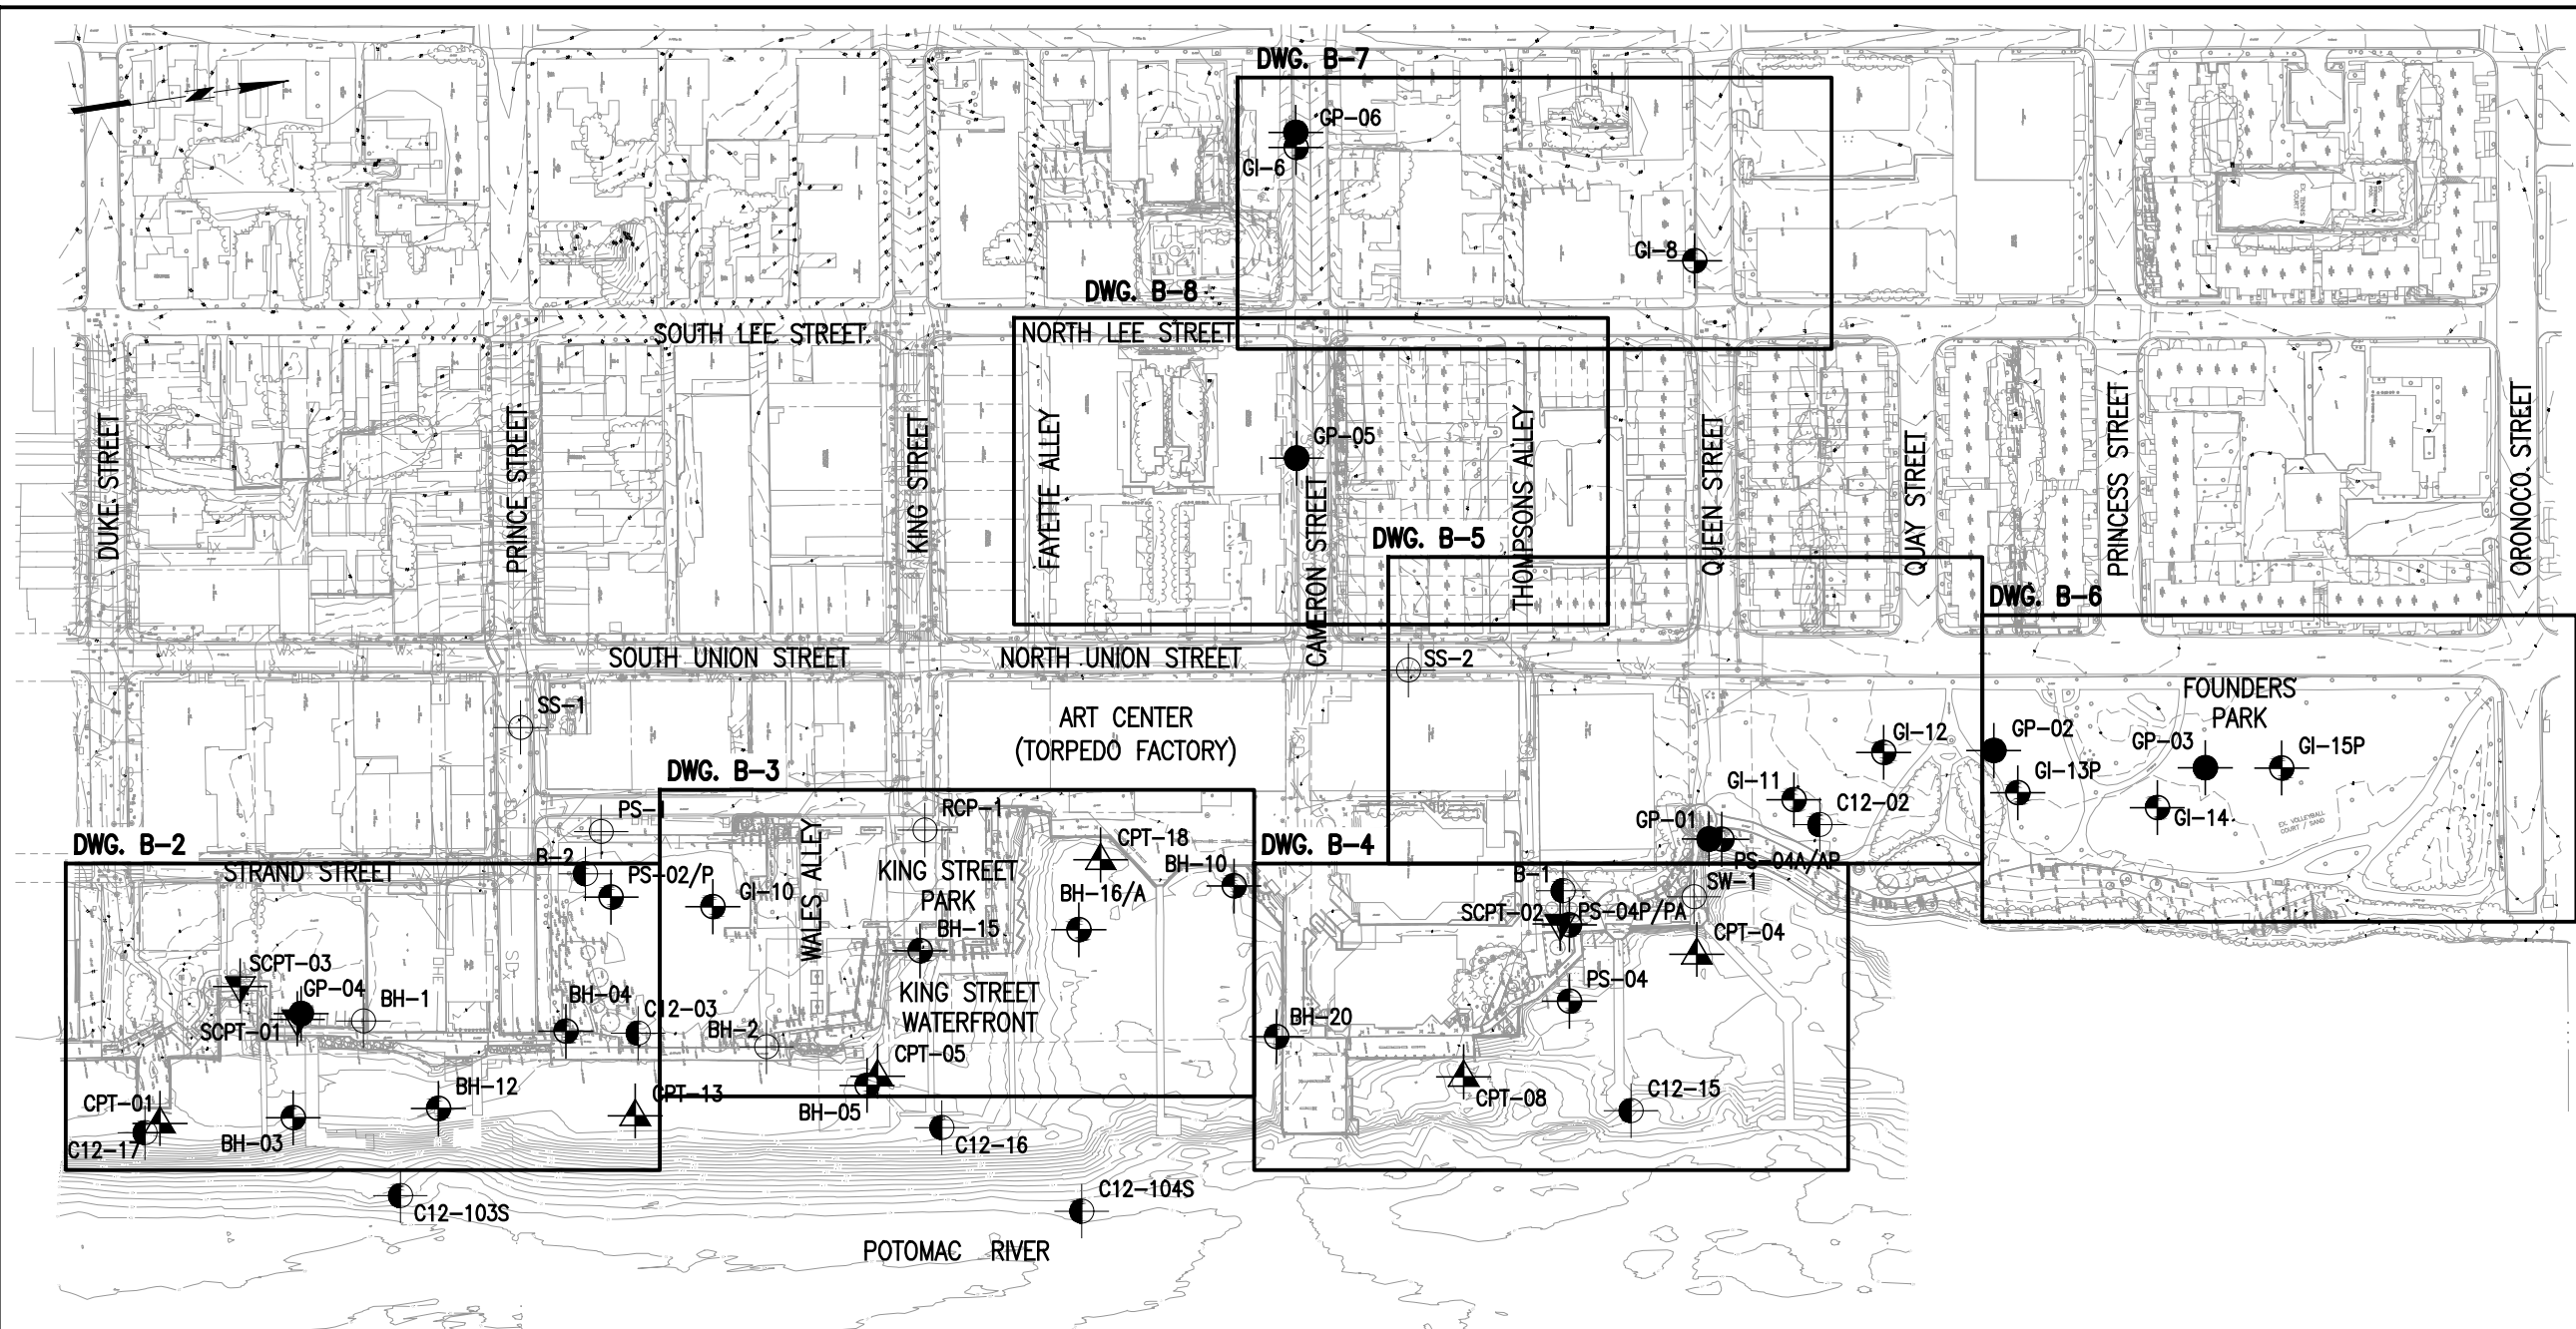 DWG. B-7
GP-06
GI-6
GI-8
DWG. B-8
SOUTH LEE STREET
NORTH LEE STREET
DUKE STREET
PRINCE STREET
KING STREET
FAYETTE ALLEY
GP-05
CAMERON STREET
THOMPSONS ALLEY
QUEEN STREET
QUAY STREET
PRINCESS STREET
ORONOCO STREET
DWG. B-5
DWG. B-6
SOUTH UNION STREET
NORTH UNION STREET
SS-2
SS-1
ART CENTER
(TORPEDO FACTORY)
FOUNDERS'
PARK
GI-12
GP-02
GP-03
GI-15P
GI-13P
GI-14
DWG. B-3
GI-11
C12-02
PS-1
RCP-1
GP-01
DWG. B-2
DWG. B-4
CPT-18
B-2
PS-04A/AP
STRAND STREET
PS-02/P
GI-10
WALES ALLEY
KING STREET
PARK
BH-10
BH-16/A
B-1
SW-1
SCPT-02
PS-04P/PA
BH-15
CPT-04
SCPT-03
GP-04
BH-1
SCPT-01
BH-04
C12-03
BH-2
KING STREET
WATERFRONT
PS-04
BH-20
CPT-05
CPT-01
BH-12
CPT-13
BH-05
CPT-08
C12-15
C12-17
BH-03
C12-16
C12-103S
C12-104S
POTOMAC RIVER
EX. VOLLEYBALL
COURT / SAND